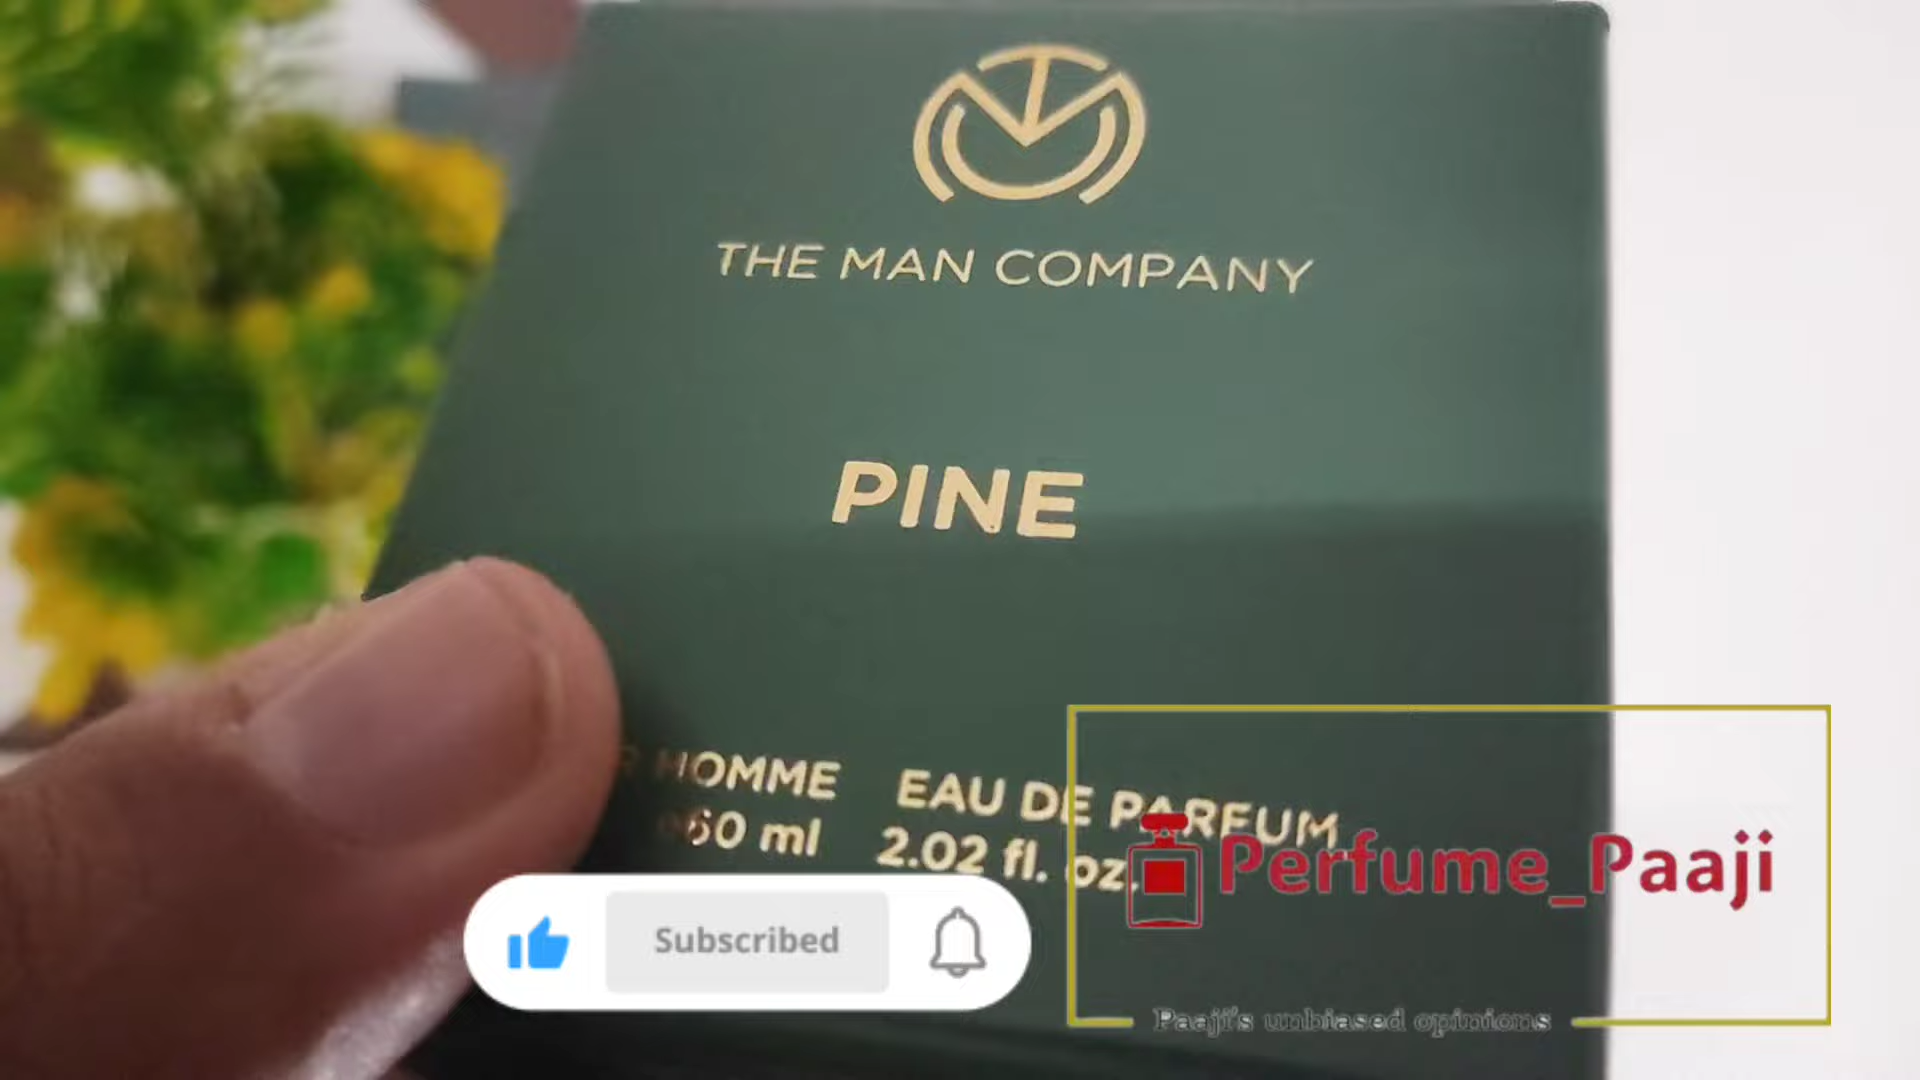 THE MAN COMPANY
PINE
HOMME EAU DE PARFUM
60 ml 2.02 fl. oz.
Perfume_Paaji
Subscribed
Paaji's unbiased opinions